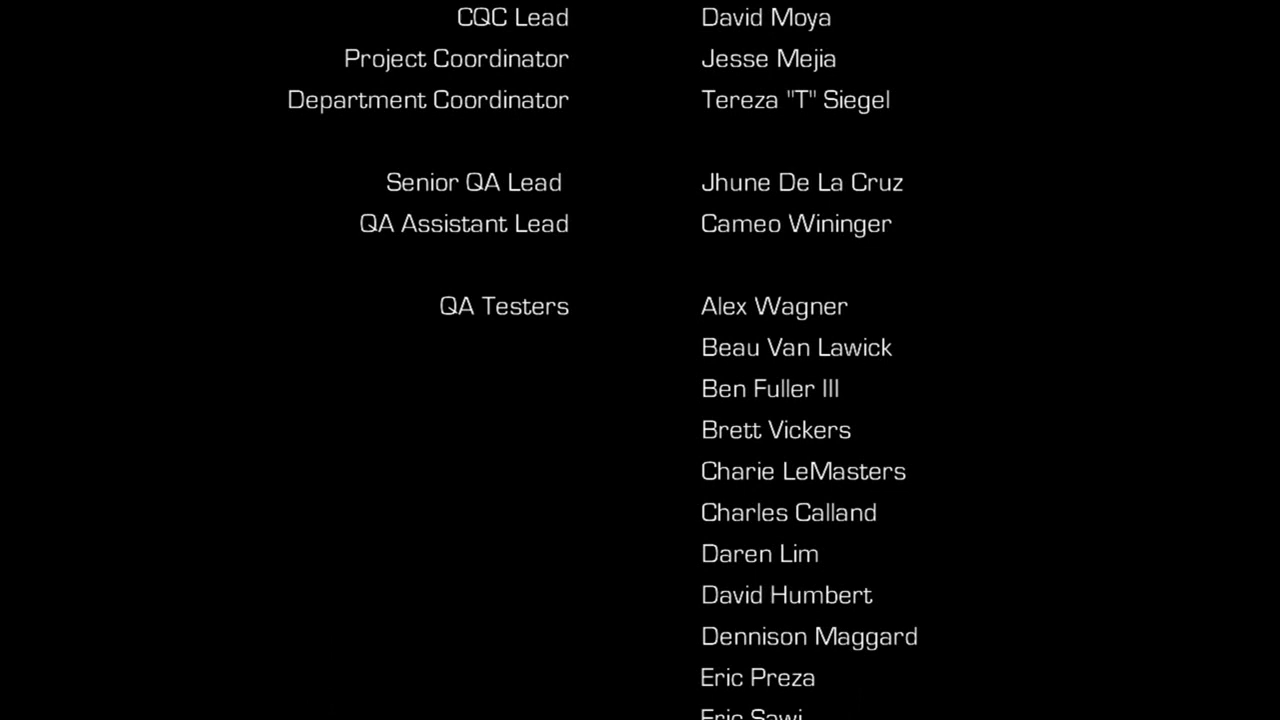 CQC Lead David Moya
Project Coordinator Jesse Mejia
Department Coordinator Tereza "T" Siegel
Senior QA Lead Jhune De La Cruz
QA Assistant Lead Cameo Wininger
QA Testers Alex Wagner
Beau Van Lawick
Ben Fuller III
Brett Vickers
Charie LeMasters
Charles Calland
Daren Lim
David Humbert
Dennison Maggard
Eric Preza
Eric Sawi